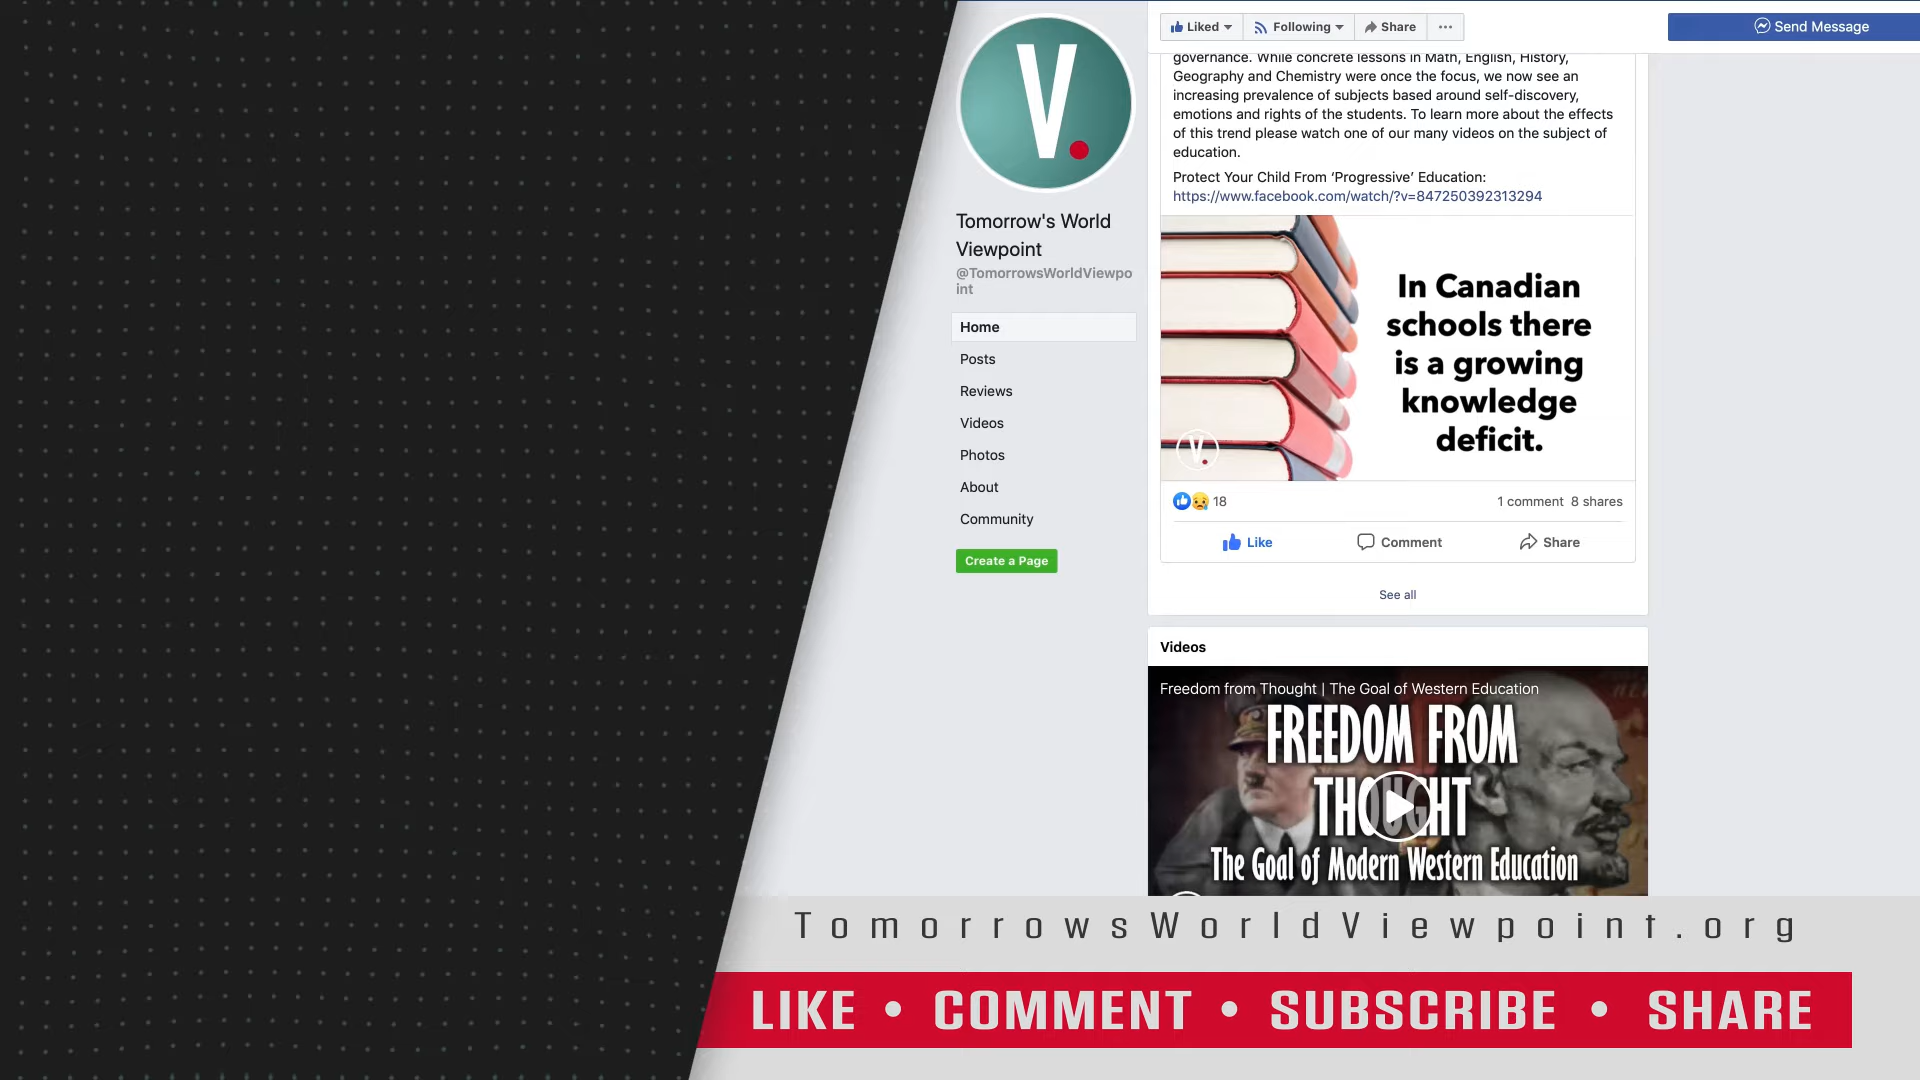 Liked
Following
Share
Send Message
V.
Tomorrow's World
Viewpoint
@TomorrowsWorldViewpo
int
Home
Posts
Reviews
Videos
Photos
About
Community
Create a Page
governance. While concrete lessons in Math, English, History,
Geography and Chemistry were once the focus, we now see an
increasing prevalence of subjects based around self-discovery,
emotions and rights of the students. To learn more about the effects
of this trend please watch one of our many videos on the subject of
education.
Protect Your Child From ‘Progressive’ Education:
https://www.facebook.com/watch/?v=847250392313294
In Canadian
schools there
is a growing
knowledge
deficit.
V.
18
1 comment 8 shares
Like
Comment
Share
See all
Videos
Freedom from Thought | The Goal of Western Education
FREEDOM FROM
THOUGHT
The Goal of Modern Western Education
TomorrowsWorldViewpoint.org
LIKE • COMMENT • SUBSCRIBE • SHARE